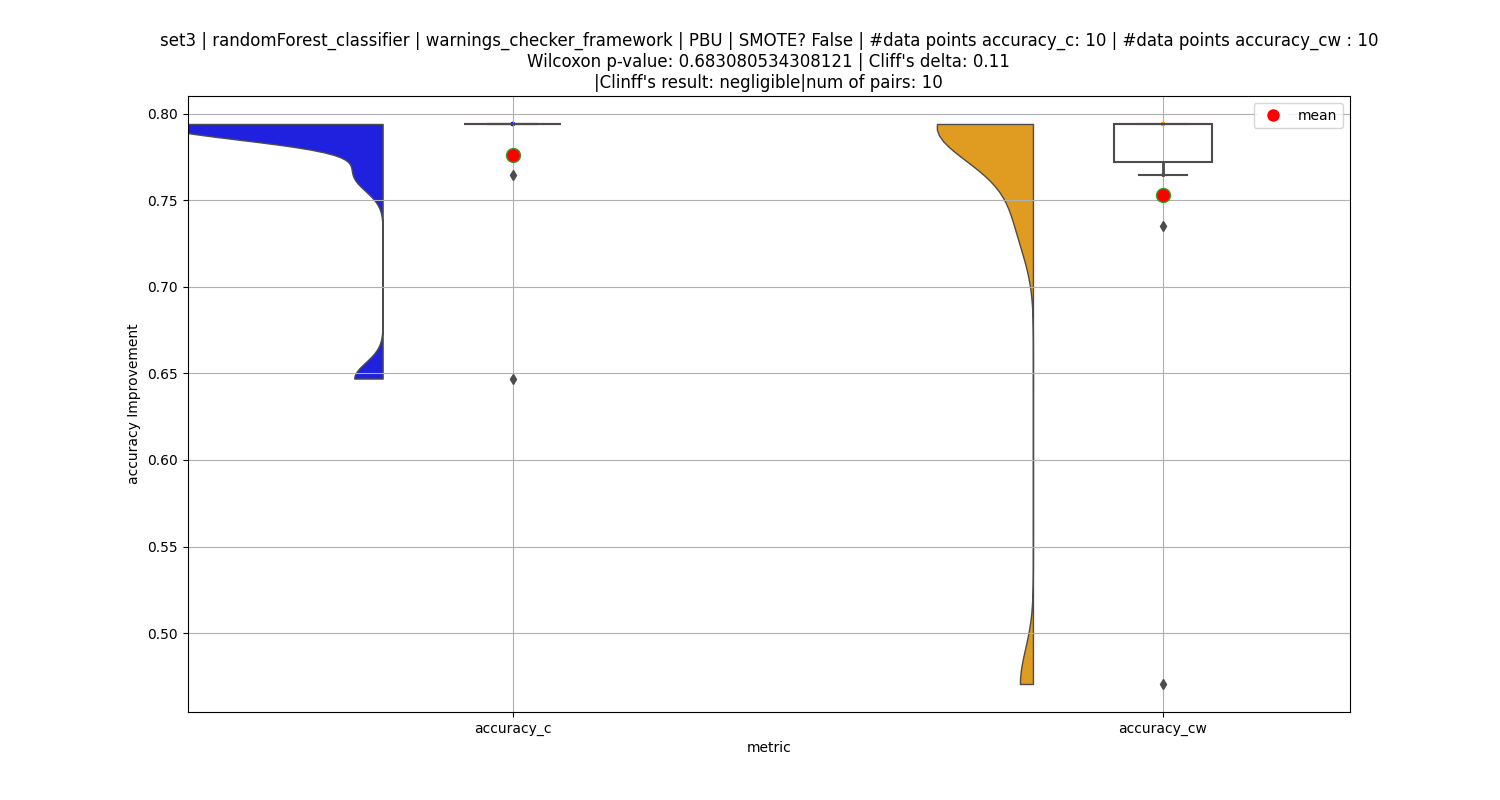 set3 | randomForest_classifier | warnings_checker_framework | PBU | SMOTE? False | #data points accuracy_c: 10 | #data points accuracy_cw : 10
Wilcoxon p-value: 0.683080534308121 | Cliff's delta: 0.11
|Clinff's result: negligible|num of pairs: 10
mean
0.80
0.75
0.70
0.65
0.60
0.55
0.50
accuracy Improvement
accuracy_c
accuracy_cw
metric